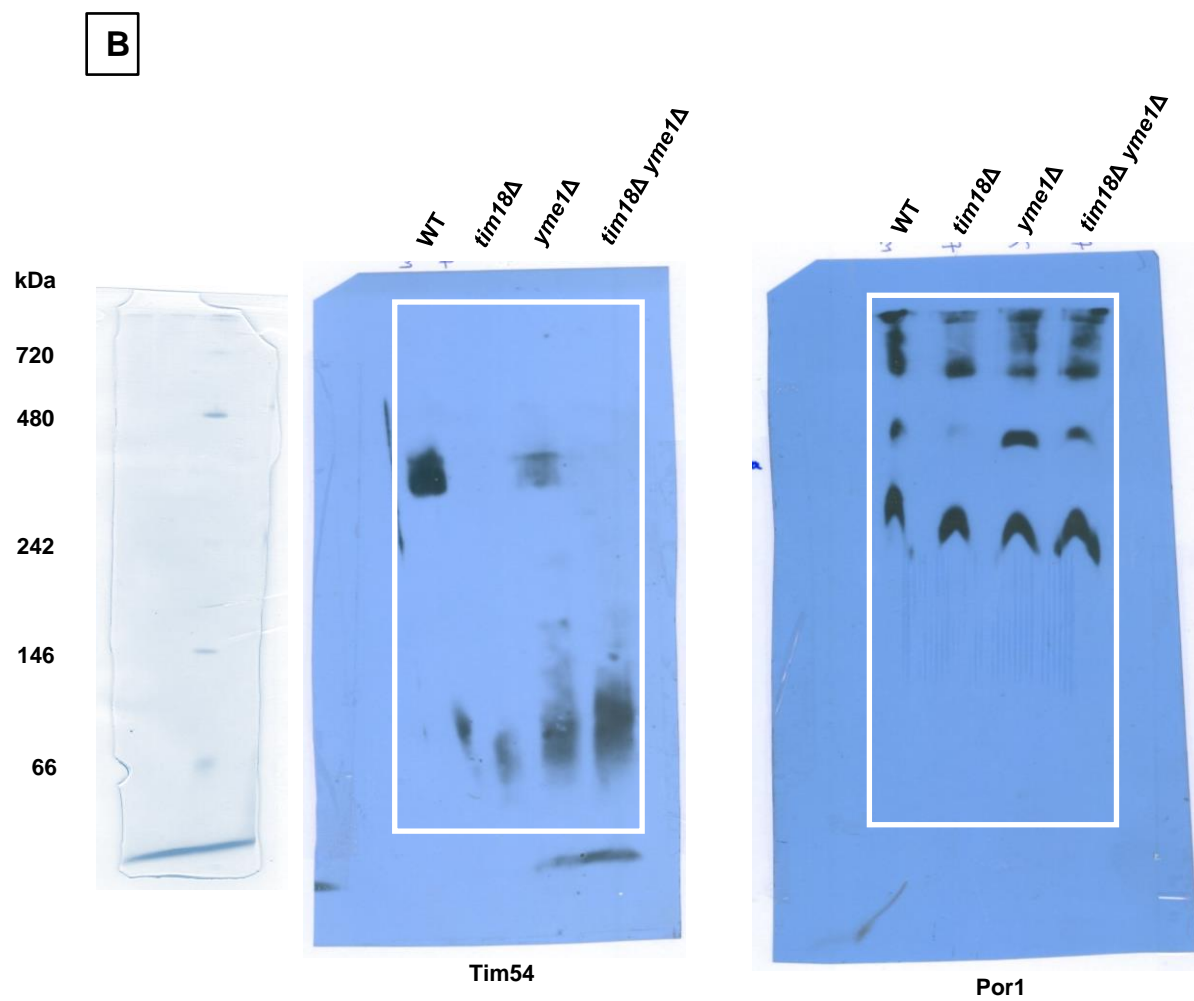 B
WT
tim18Δ
yme1Δ
tim18Δ yme1Δ
WT
tim18Δ
yme1Δ
tim18Δ yme1Δ
kDa
720
480
242
146
66
Tim54
Por1